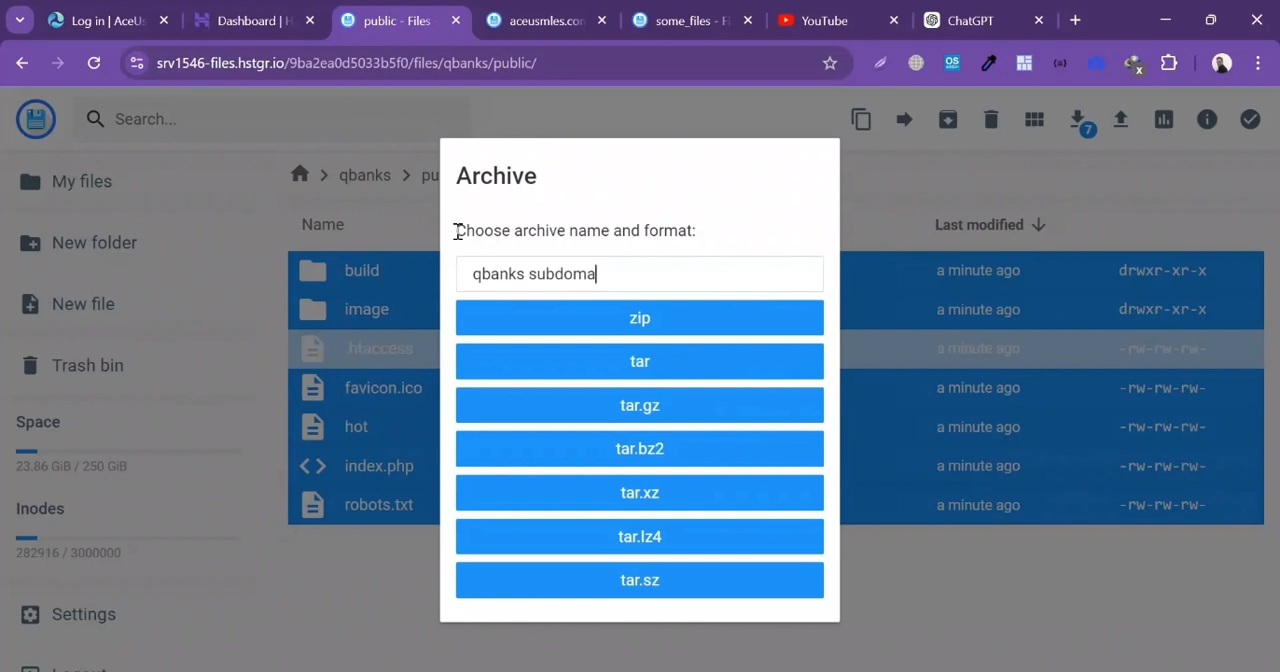 Log in | AceUs
Dashboard | H
public - Files
aceusmles.con
some_files - F
YouTube
ChatGPT
srv1546-files.hstgr.io/9ba2ea0d5033b5f0/files/qbanks/public/
OS
x
Search...
7
My files
New folder
New file
Trash bin
Space
23.86 GiB / 250 GiB
Inodes
282916 / 3000000
Settings
qbanks
pu
Name
Last modified
build
a minute ago
drwxr-xr-x
image
a minute ago
drwxr-xr-x
.htaccess
a minute ago
-rw-rw-rw-
favicon.ico
a minute ago
-rw-rw-rw-
hot
a minute ago
-rw-rw-rw-
index.php
a minute ago
-rw-rw-rw-
robots.txt
a minute ago
-rw-rw-rw-
Archive
Choose archive name and format:
qbanks subdoma
zip
tar
tar.gz
tar.bz2
tar.xz
tar.lz4
tar.sz